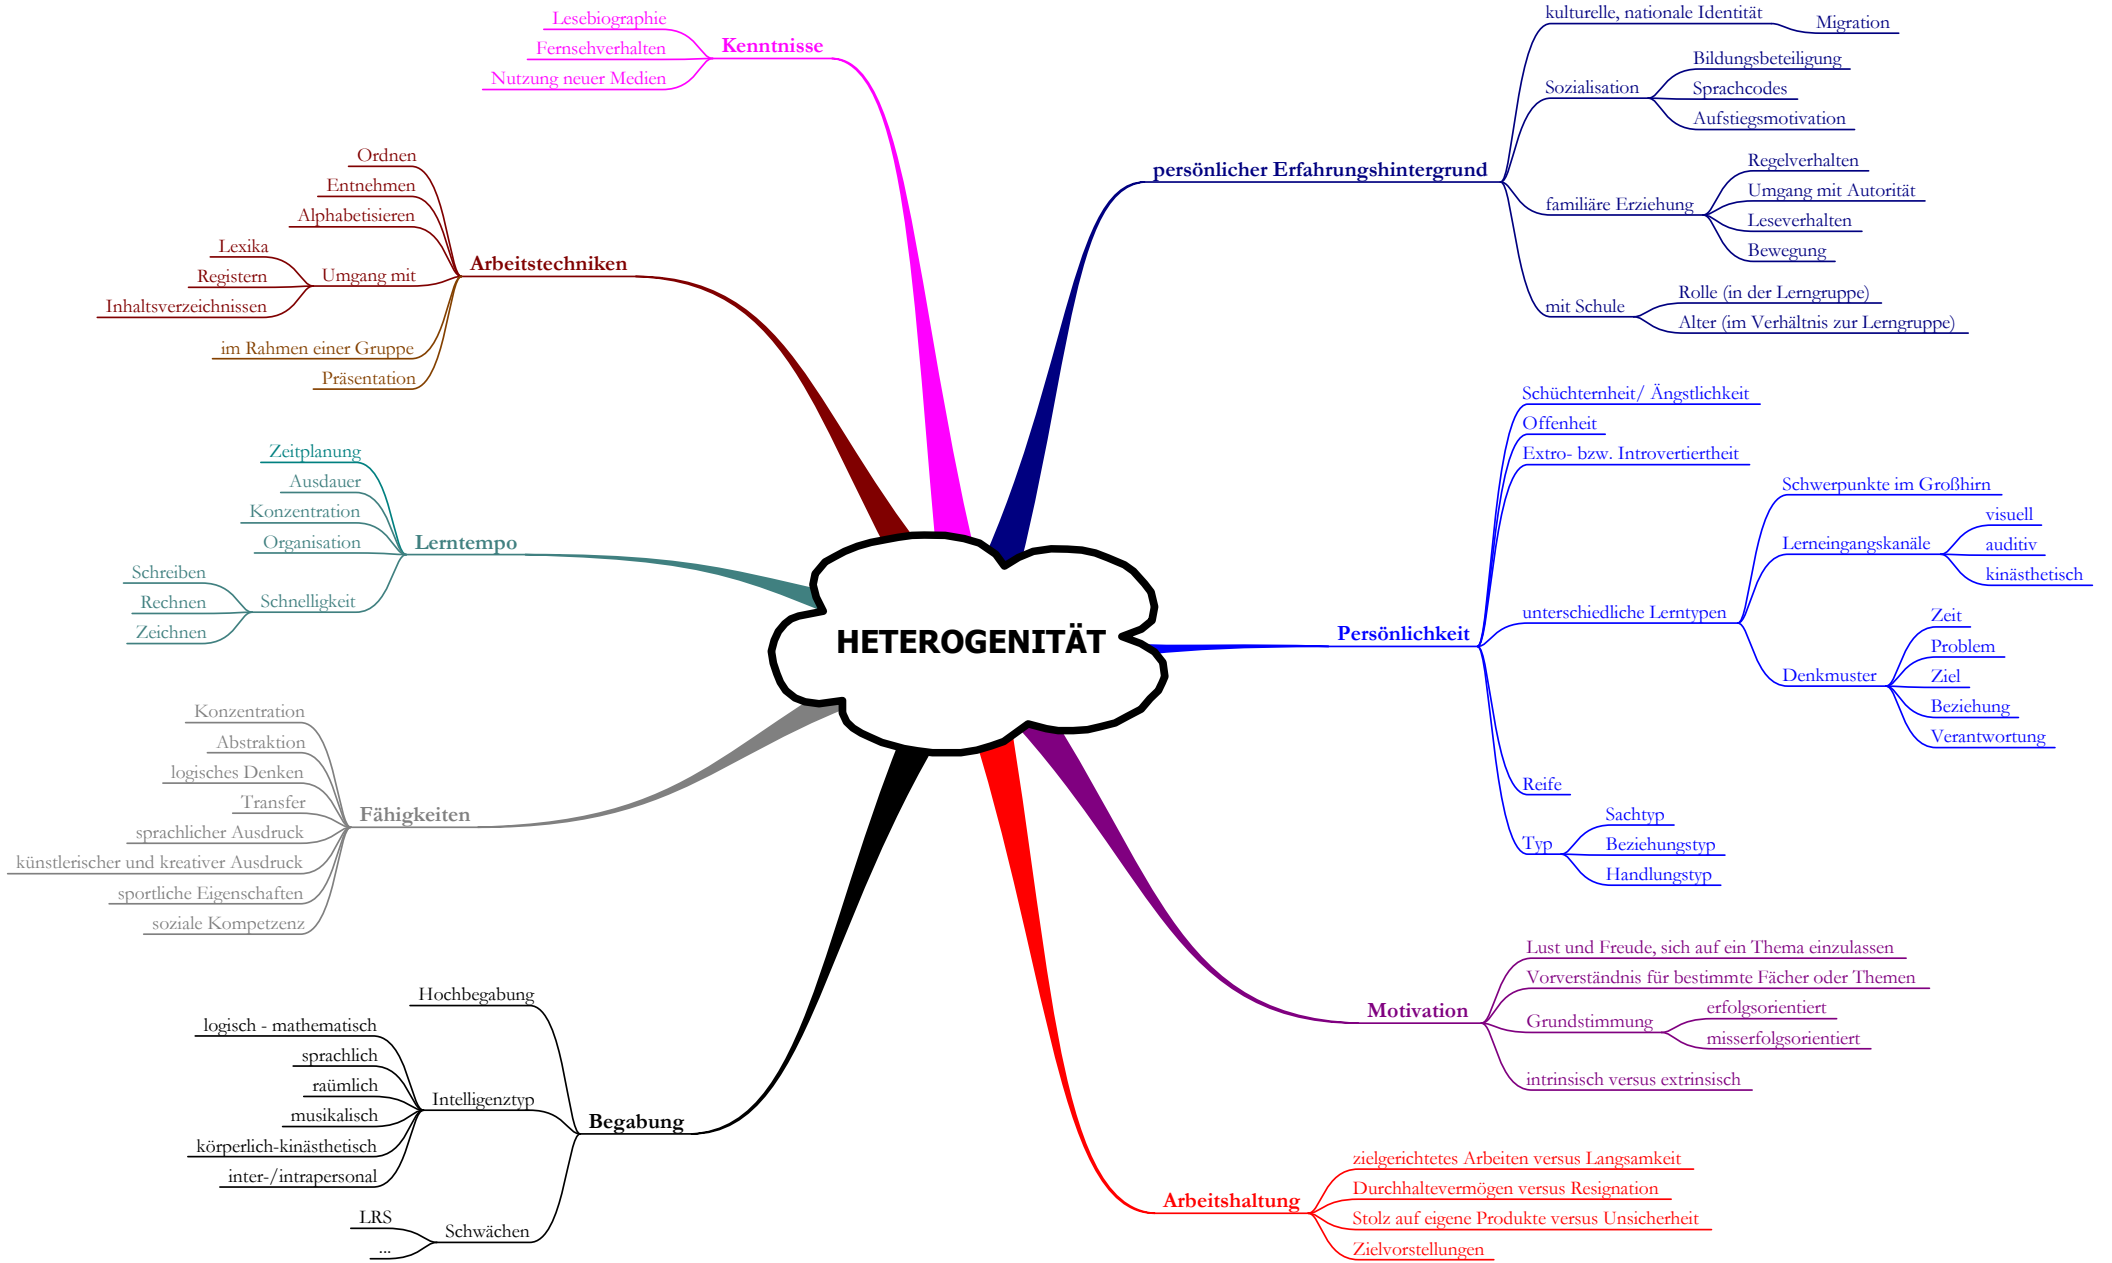 HETEROGENITÄT
Kenntnisse
Lesebiographie
Fernsehverhalten
Nutzung neuer Medien
Arbeitstechniken
Ordnen
Entnehmen
Alphabetisieren
Umgang mit
Lexika
Registern
Inhaltsverzeichnissen
im Rahmen einer Gruppe
Präsentation
Lerntempo
Zeitplanung
Ausdauer
Konzentration
Organisation
Schnelligkeit
Schreiben
Rechnen
Zeichnen
Fähigkeiten
Konzentration
Abstraktion
logisches Denken
Transfer
sprachlicher Ausdruck
künstlerischer und kreativer Ausdruck
sportliche Eigenschaften
soziale Kompetzenz
Begabung
Hochbegabung
Intelligenztyp
logisch - mathematisch
sprachlich
raümlich
musikalisch
körperlich-kinästhetisch
inter-/intrapersonal
Schwächen
LRS
...
persönlicher Erfahrungshintergrund
kulturelle, nationale Identität
Migration
Sozialisation
Bildungsbeteiligung
Sprachcodes
Aufstiegsmotivation
familiäre Erziehung
Regelverhalten
Umgang mit Autorität
Leseverhalten
Bewegung
mit Schule
Rolle (in der Lerngruppe)
Alter (im Verhältnis zur Lerngruppe)
Persönlichkeit
Schüchternheit/ Ängstlichkeit
Offenheit
Extro- bzw. Introvertiertheit
unterschiedliche Lerntypen
Schwerpunkte im Großhirn
Lerneingangskanäle
visuell
auditiv
kinästhetisch
Denkmuster
Zeit
Problem
Ziel
Beziehung
Verantwortung
Reife
Typ
Sachtyp
Beziehungstyp
Handlungstyp
Motivation
Lust und Freude, sich auf ein Thema einzulassen
Vorverständnis für bestimmte Fächer oder Themen
Grundstimmung
erfolgsorientiert
misserfolgsorientiert
intrinsisch versus extrinsisch
Arbeitshaltung
zielgerichtetes Arbeiten versus Langsamkeit
Durchhaltevermögen versus Resignation
Stolz auf eigene Produkte versus Unsicherheit
Zielvorstellungen